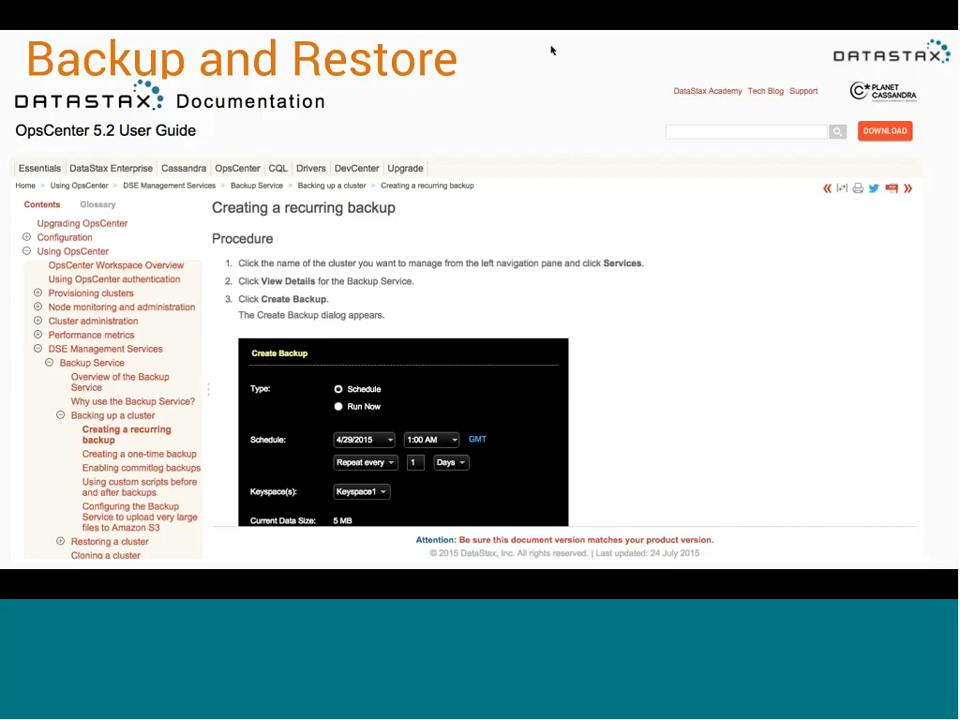 Backup and Restore
DATASTAX
DATASTAX Documentation
DataStax Academy Tech Blog Support
PLANET
CASSANDRA
OpsCenter 5.2 User Guide
DOWNLOAD
Essentials DataStax Enterprise Cassandra OpsCenter CQL Drivers DevCenter Upgrade
Home > Using OpsCenter > DSE Management Services > Backup Service > Backing up a cluster > Creating a recurring backup
Contents Glossary
Upgrading OpsCenter
Configuration
Using OpsCenter
OpsCenter Workspace Overview
Using OpsCenter authentication
Provisioning clusters
Node monitoring and administration
Cluster administration
Performance metrics
DSE Management Services
Backup Service
Overview of the Backup
Service
Why use the Backup Service?
Backing up a cluster
Creating a recurring
backup
Creating a one-time backup
Enabling commitlog backups
Using custom scripts before
and after backups
Configuring the Backup
Service to upload very large
files to Amazon S3
Restoring a cluster
Cloning a cluster
Creating a recurring backup
Procedure
1. Click the name of the cluster you want to manage from the left navigation pane and click Services.
2. Click View Details for the Backup Service.
3. Click Create Backup.
The Create Backup dialog appears.
Create Backup
Type: Schedule
Run Now
Schedule: 4/29/2015 1:00 AM GMT
Repeat every 1 Days
Keyspace(s): Keyspace1
Current Data Size: 5 MB
Attention: Be sure this document version matches your product version.
© 2015 DataStax, Inc. All rights reserved. | Last updated: 24 July 2015